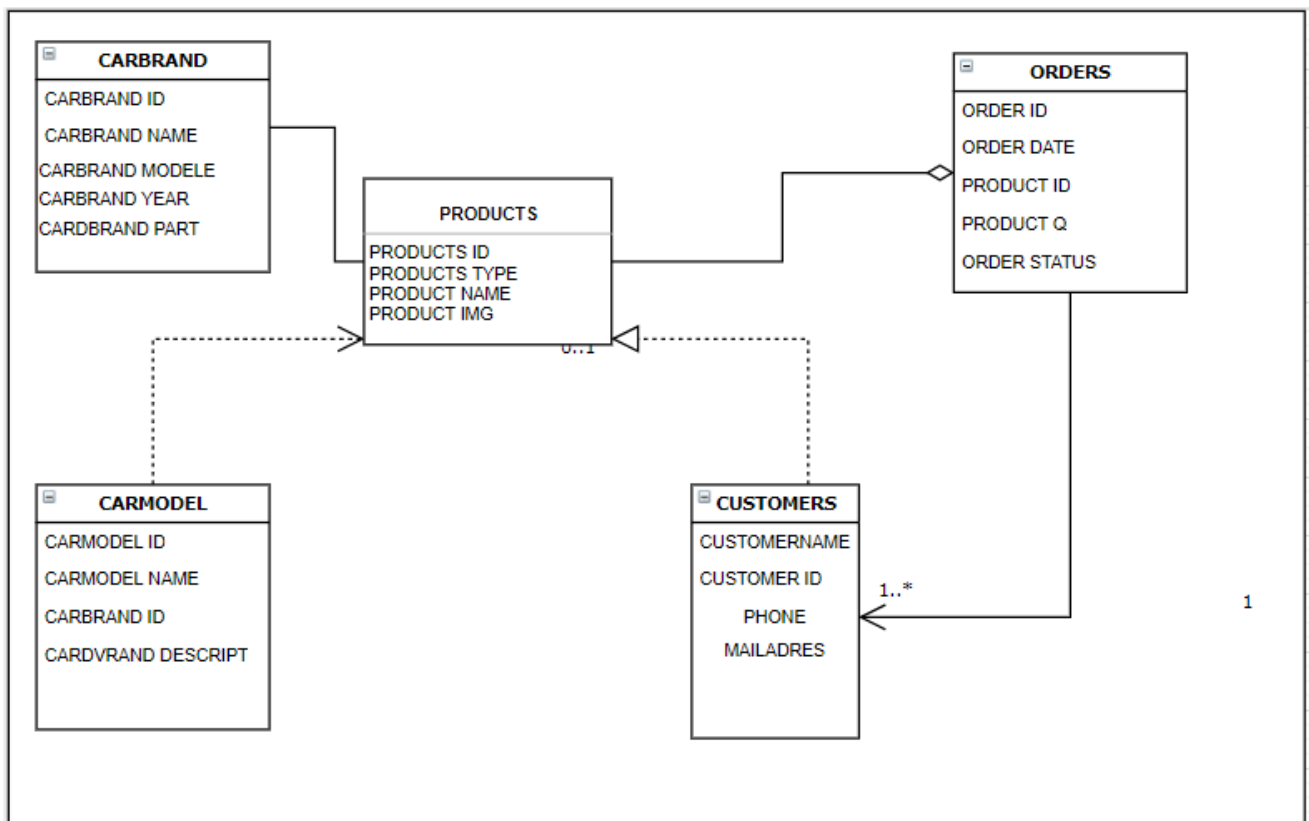 CARBRAND
CARBRAND ID
CARBRAND NAME
CARBRAND MODELE
CARBRAND YEAR
CARDBRAND PART
PRODUCTS
PRODUCTS ID
PRODUCTS TYPE
PRODUCT NAME
PRODUCT IMG
0..1
ORDERS
ORDER ID
ORDER DATE
PRODUCT ID
PRODUCT Q
ORDER STATUS
CARMODEL
CARMODEL ID
CARMODEL NAME
CARBRAND ID
CARDVRAND DESCRIPT
CUSTOMERS
CUSTOMERNAME
CUSTOMER ID
PHONE
MAILADRES
1..*
1